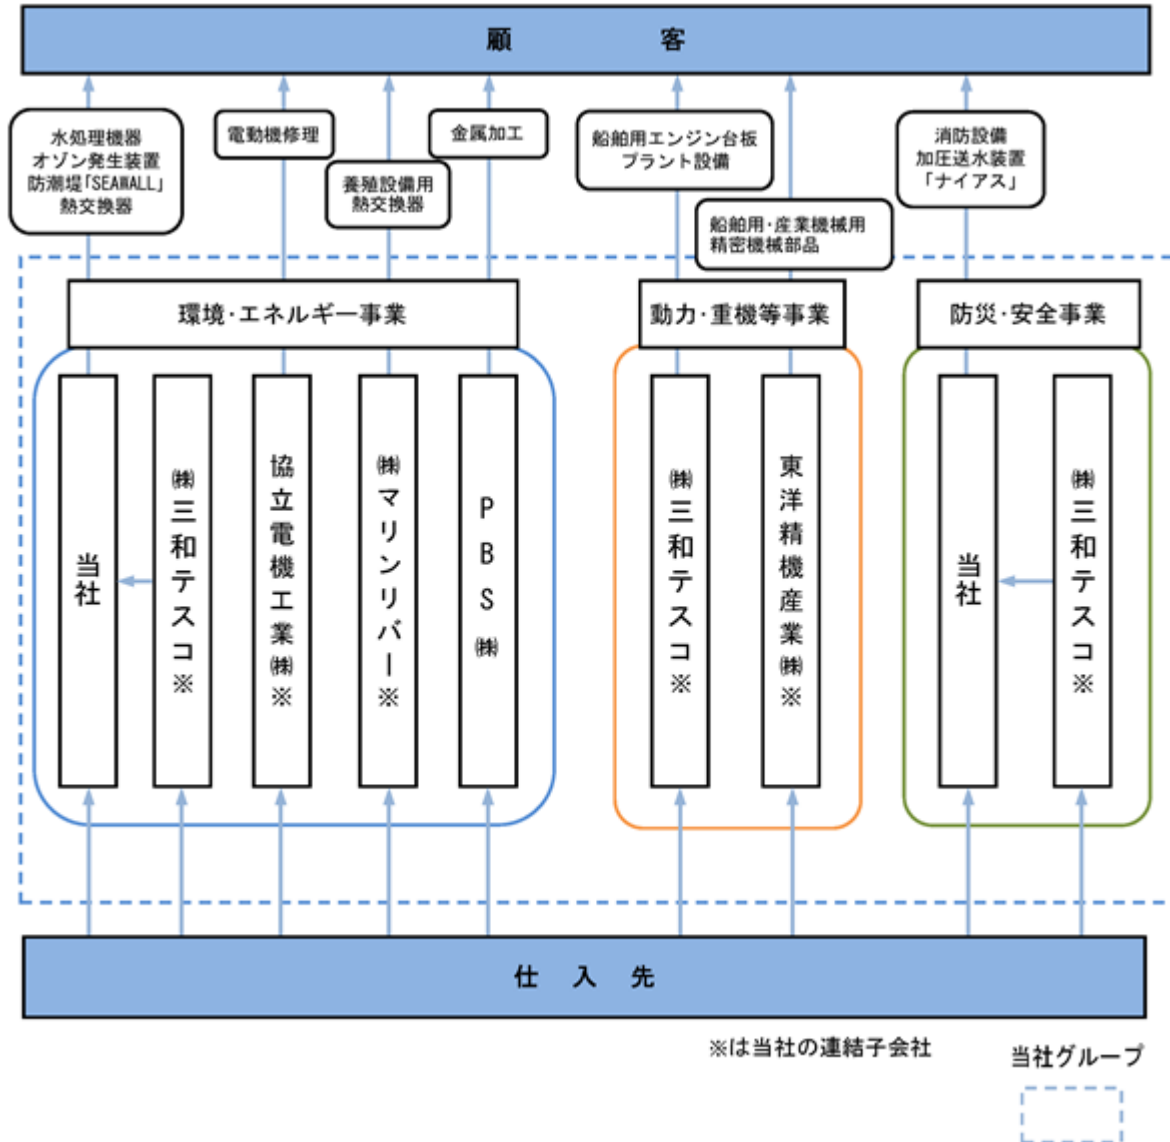 顧客
水処理機器
オゾン発生装置
防潮堤「SEAWALL」
熱交換器
電動機修理
養殖設備用
熱交換器
金属加工
船舶用エンジン台板
プラント設備
船舶用・産業機械用
精密機械部品
消防設備
加圧送水装置
「ナイアス」
環境・エネルギー事業
動力・重機等事業
防災・安全事業
当社
㈱三和テスコ※
協立電機工業㈱※
㈱マリンリバー※
PBS㈱
㈱三和テスコ※
東洋精機産業㈱※
当社
㈱三和テスコ※
仕入先
※は当社の連結子会社
当社グループ